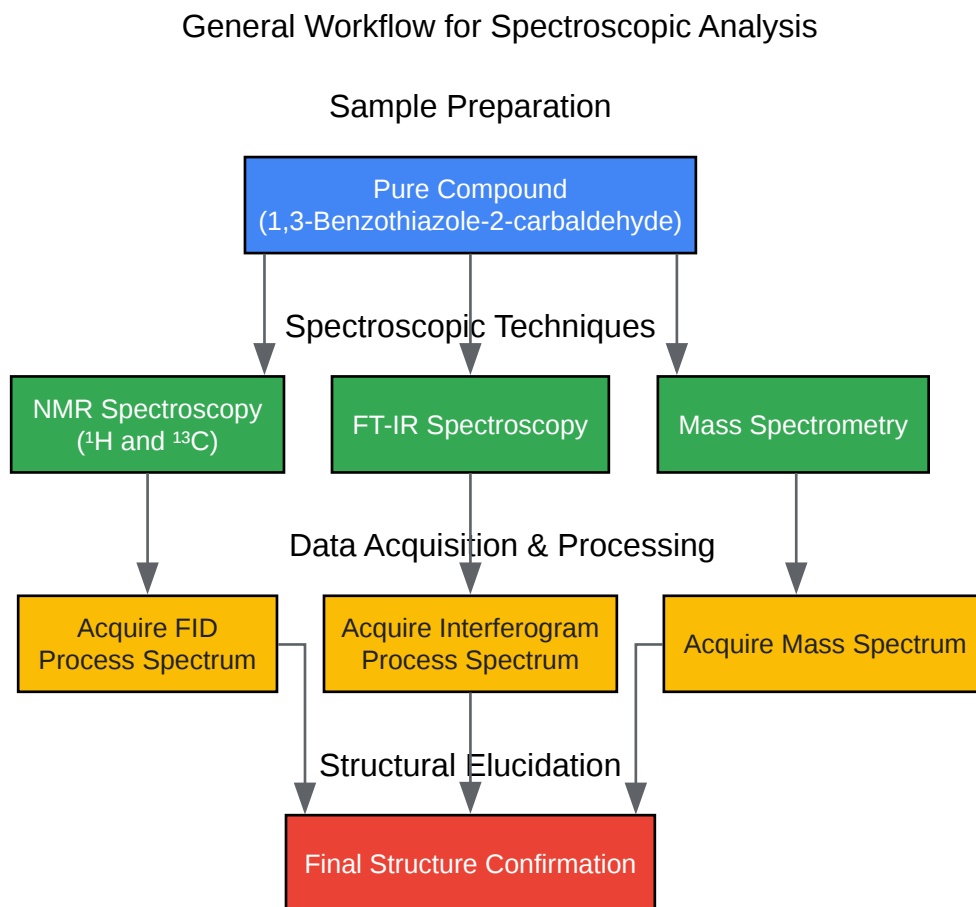 General Workflow for Spectroscopic Analysis
Sample Preparation
Pure Compound
(1,3-Benzothiazole-2-carbaldehyde)
Spectroscopic Techniques
NMR Spectroscopy
(¹H and ¹³C)
FT-IR Spectroscopy
Mass Spectrometry
Data Acquisition & Processing
Acquire FID
Process Spectrum
Acquire Interferogram
Process Spectrum
Acquire Mass Spectrum
Structural Elucidation
Final Structure Confirmation